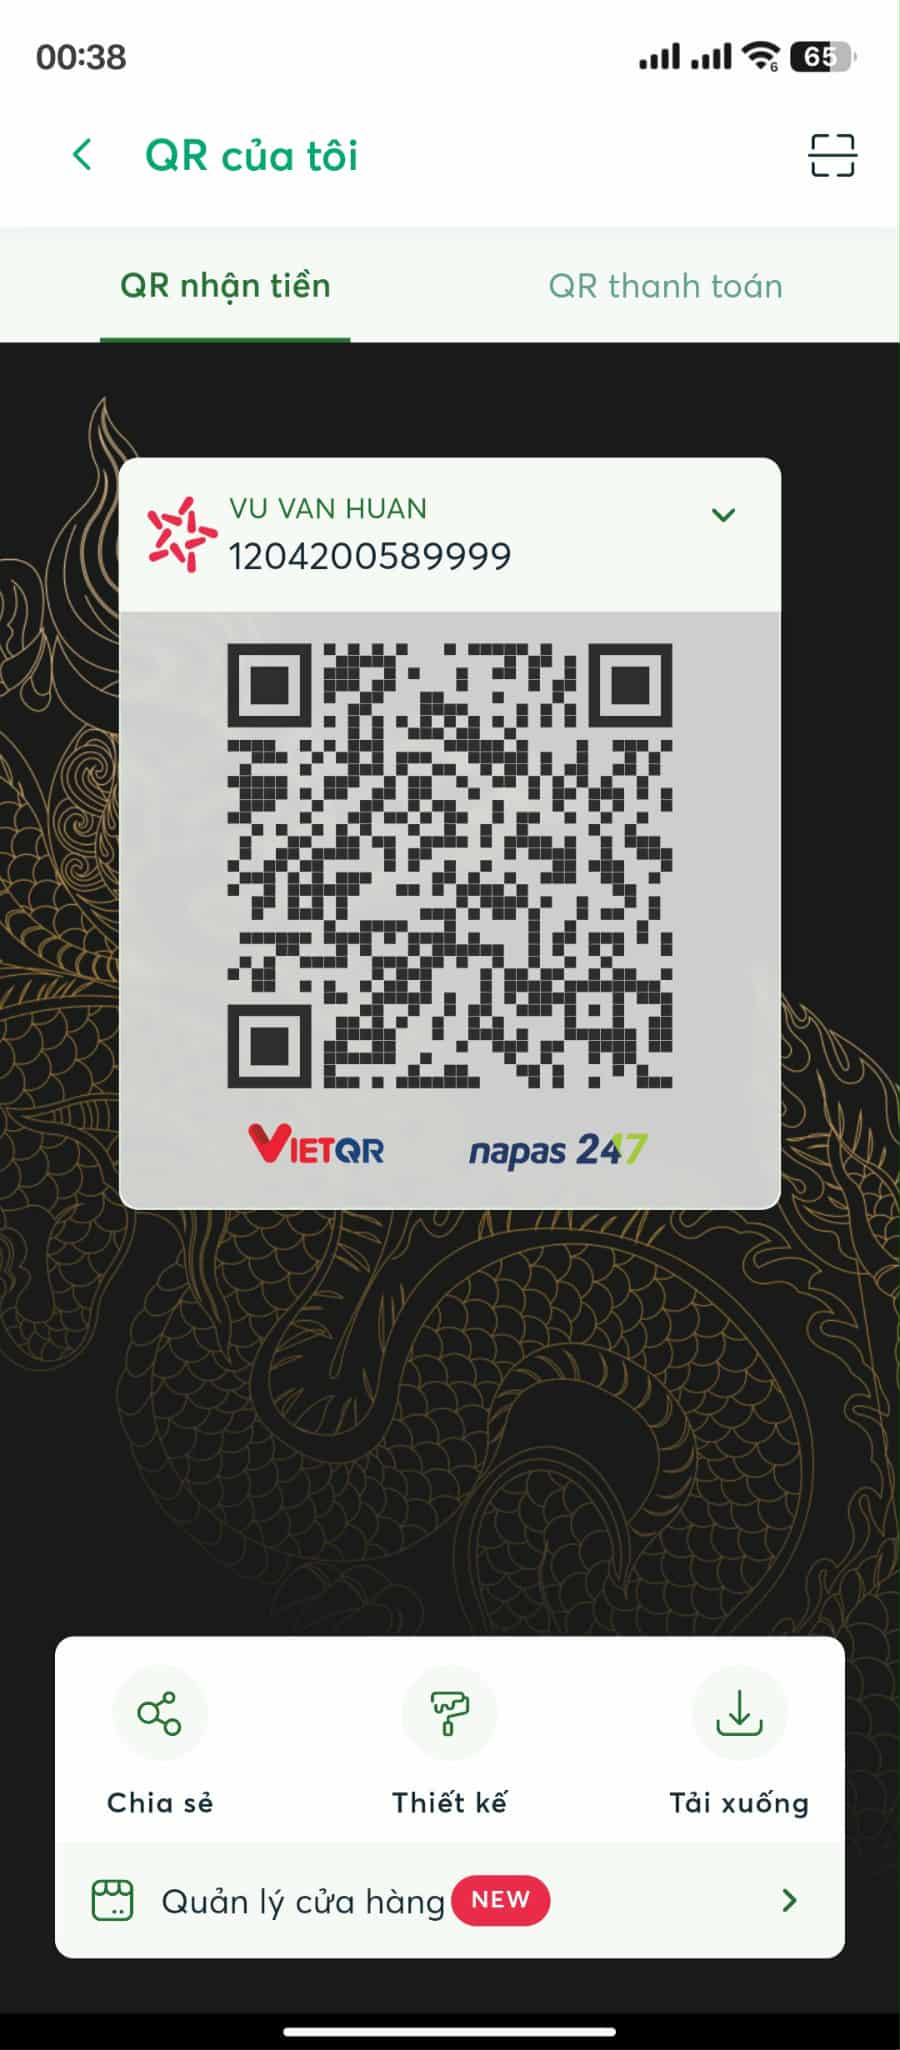 00:38
6
65
QR của tôi
QR nhận tiền
QR thanh toán
VU VAN HUAN
1204200589999
VIETQR
napas 247
Chia sẻ
Thiết kế
Tải xuống
Quản lý cửa hàng NEW